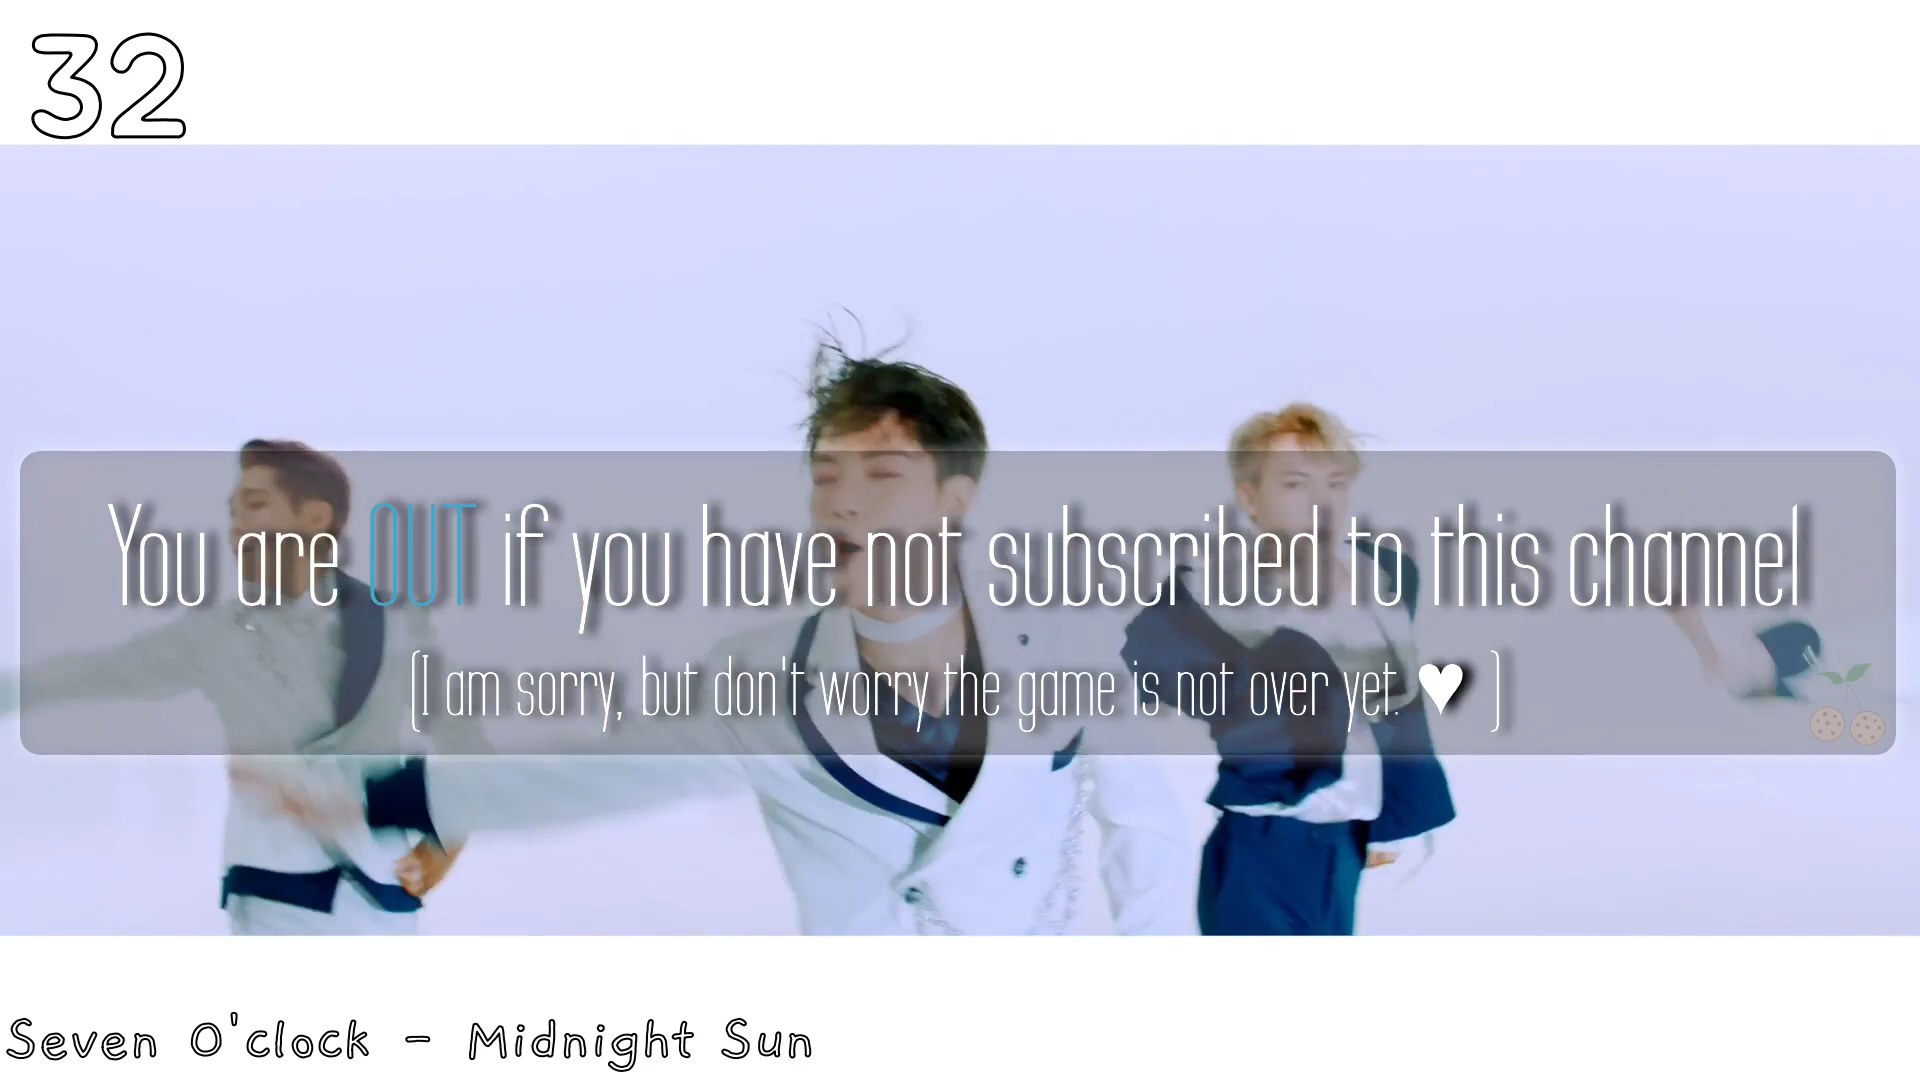 32
You are OUT if you have not subscribed to this channel
(I am sorry, but don't worry the game is not over yet. ♥ )
Seven O'clock - Midnight Sun